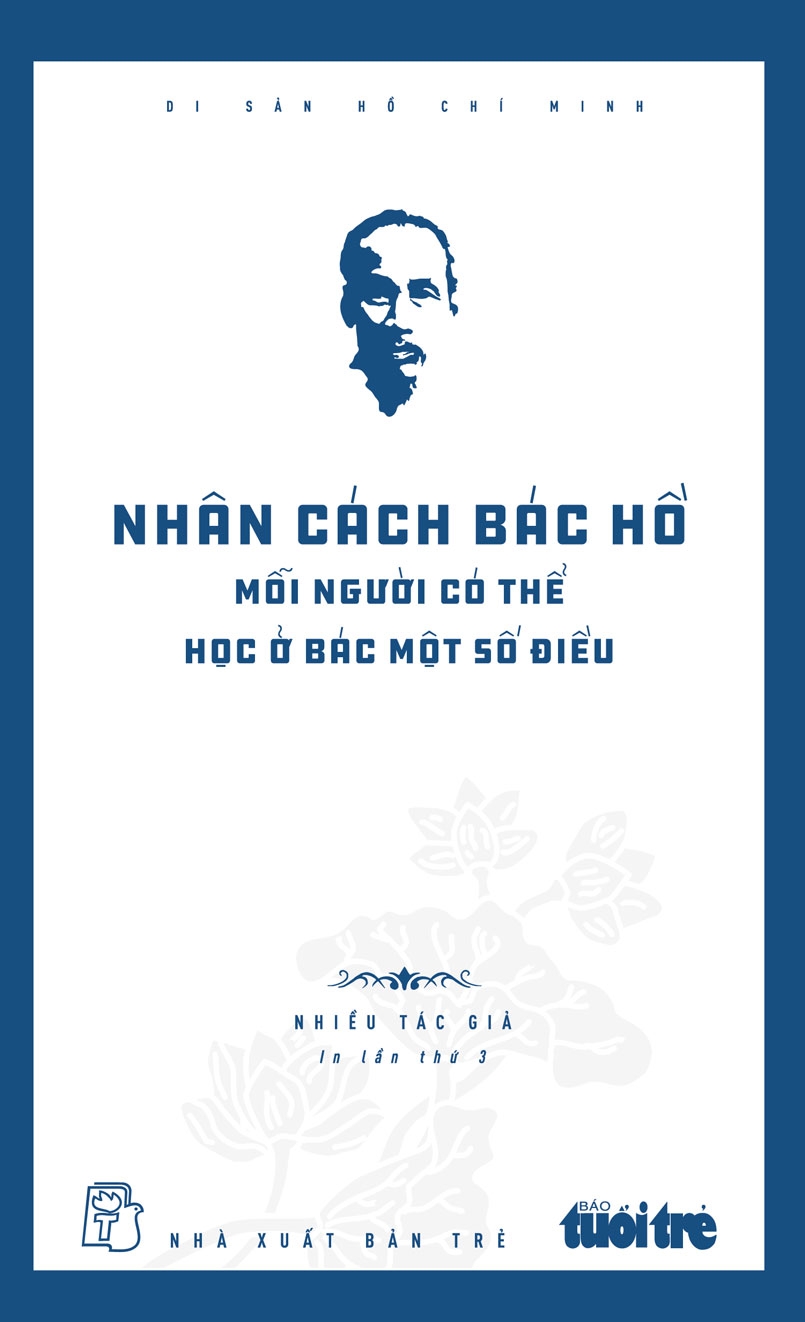 DI SẢN HỒ CHÍ MINH
NHÂN CÁCH BÁC HỒ
MỖI NGƯỜI CÓ THỂ
HỌC Ở BÁC MỘT SỐ ĐIỀU
NHIỀU TÁC GIẢ
In lần thứ 3
T
NHÀ XUẤT BẢN TRẺ
BÁO
tuổi trẻ